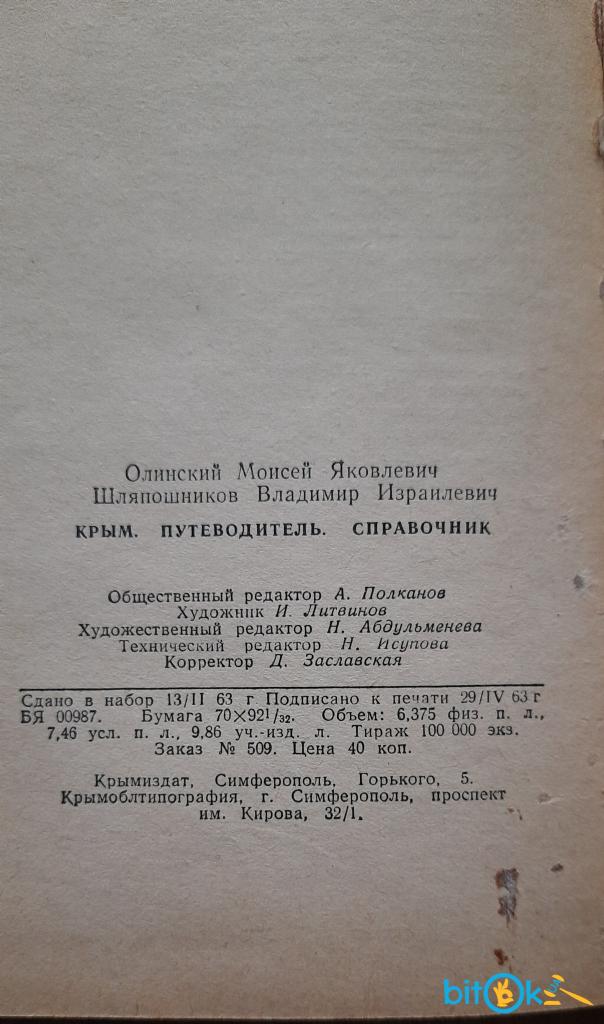 Олинский Моисей Яковлевич
Шляпошников Владимир Израилевич
КРЫМ. ПУТЕВОДИТЕЛЬ. СПРАВОЧНИК
Общественный редактор А. Полканов
Художник И. Литвинов
Художественный редактор Н. Абдульменева
Технический редактор Н. Исупова
Корректор Д. Заславская
Сдано в набор 13/II 63 г Подписано к печати 29/IV 63 г
БЯ 00987. Бумага 70×92 1/32. Объем: 6,375 физ. п. л.,
7,46 усл. п. л., 9,86 уч.-изд. л. Тираж 100 000 экз.
Заказ № 509. Цена 40 коп.
Крымиздат, Симферополь, Горького, 5.
Крымоблтипография, г. Симферополь, проспект
им. Кирова, 32/1.
bitok